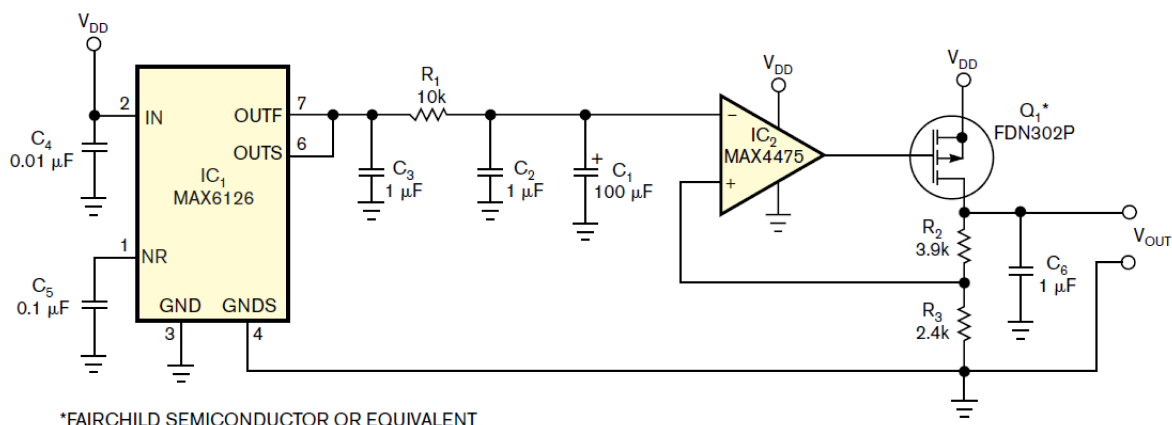 VDD
2
IN
C4
0.01 µF
1
NR
C5
0.1 µF
IC1
MAX6126
OUTF
7
OUTS
6
GND
3
GNDS
4
C3
1 µF
R1
10k
C2
1 µF
+
C1
100 µF
VDD
−
IC2
MAX4475
+
VDD
Q1*
FDN302P
R2
3.9k
R3
2.4k
C6
1 µF
VOUT
*FAIRCHILD SEMICONDUCTOR OR EQUIVALENT